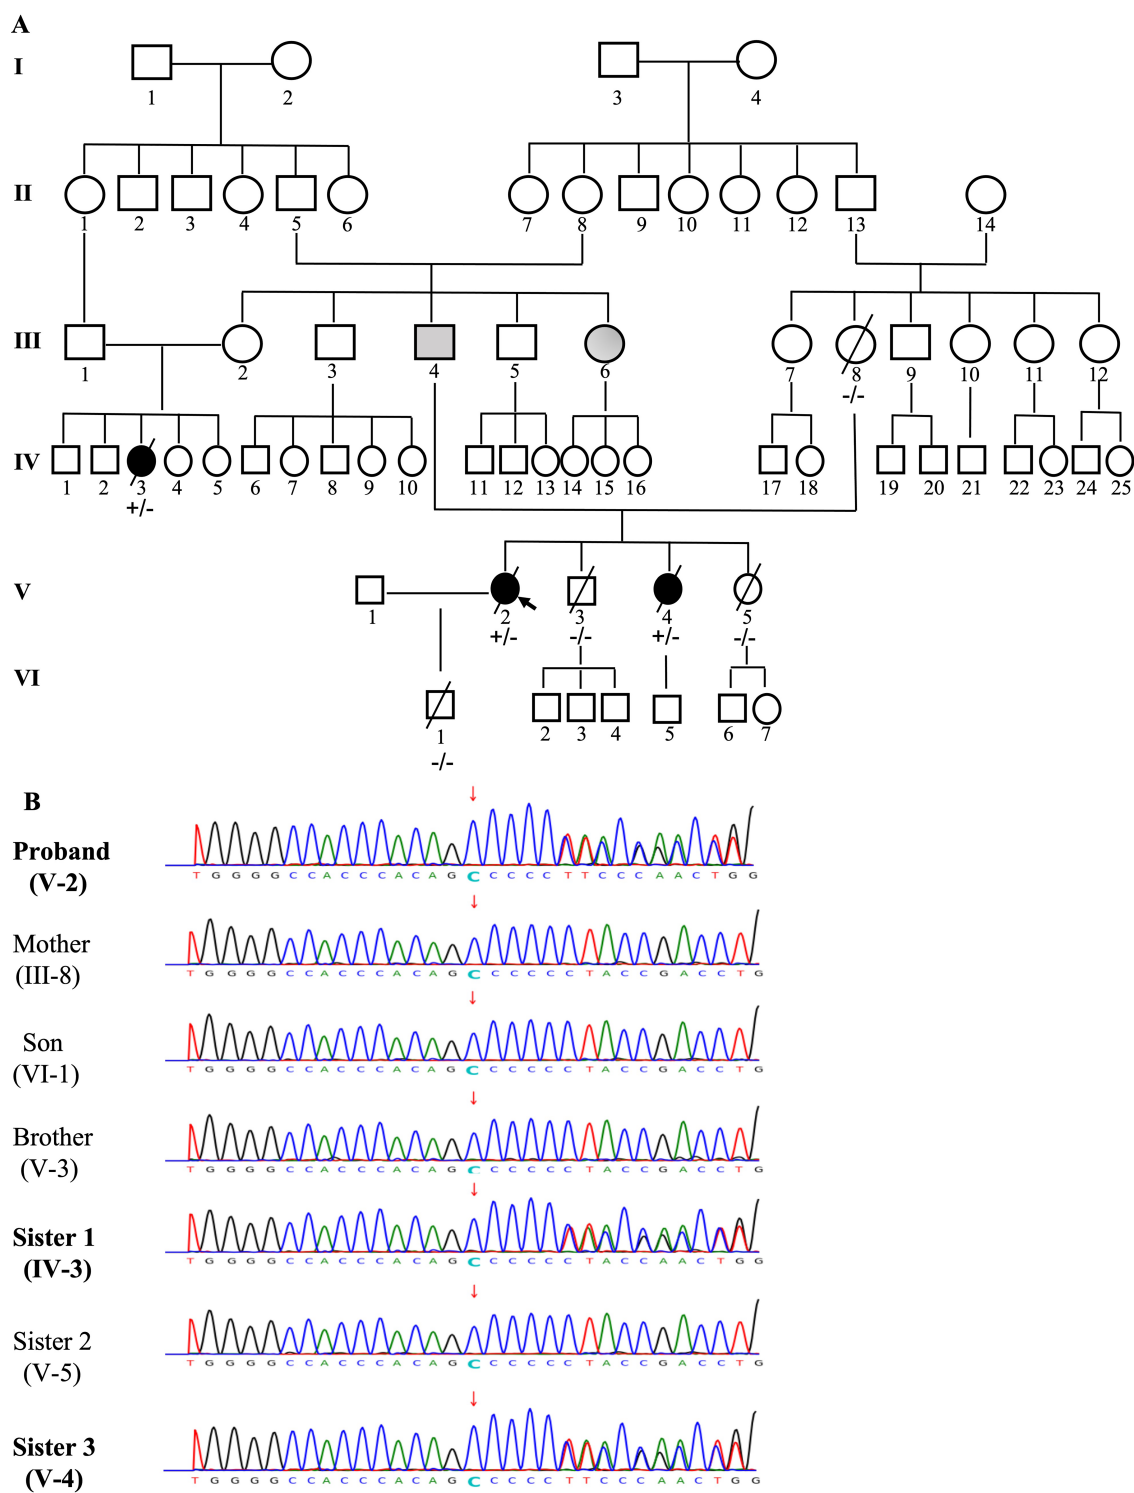 A
I
1 2 3 4
II
1 2 3 4 5 6 7 8 9 10 11 12 13 14
III
1 2 3 4 5 6 7 8 9 10 11 12
-/-
IV
1 2 3 4 5 6 7 8 9 10 11 12 13 14 15 16 17 18 19 20 21 22 23 24 25
+/-
V
1 2 3 4 5
+/- -/- +/- -/-
VI
1 2 3 4 5 6 7
-/-
B
Proband
(V-2)
T G G G G C C A C C C A C A G C C C C C T T C C C A A C T G G
Mother
(III-8)
T G G G G C C A C C C A C A G C C C C C C T A C C G A C C T G
Son
(VI-1)
T G G G G C C A C C C A C A G C C C C C C T A C C G A C C T G
Brother
(V-3)
T G G G G C C A C C C A C A G C C C C C C T A C C G A C C T G
Sister 1
(IV-3)
T G G G G C C A C C C A C A G C C C C C C T A C C A A C T G G
Sister 2
(V-5)
T G G G G C C A C C C A C A G C C C C C C T A C C G A C C T G
Sister 3
(V-4)
T G G G G C C A C C C A C A G C C C C C T T C C C A A C T G G